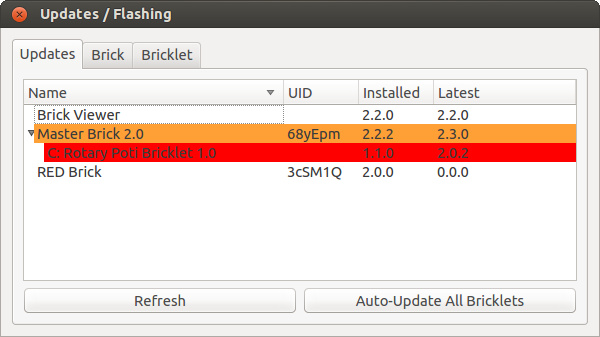 Updates / Flashing
Updates Brick Bricklet
Name UID Installed Latest
Brick Viewer 2.2.0 2.2.0
Master Brick 2.0 68yEpm 2.2.2 2.3.0
C: Rotary Poti Bricklet 1.0 1.1.0 2.0.2
RED Brick 3cSM1Q 2.0.0 0.0.0
Refresh Auto-Update All Bricklets